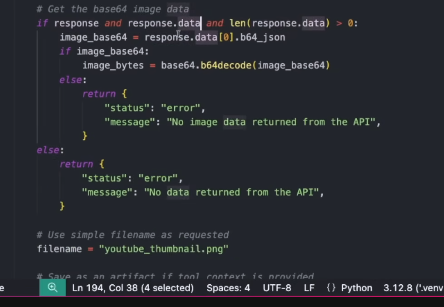 # Get the base64 image data
if response and response.data and len(response.data) > 0:
    image_base64 = response.data[0].b64_json
    if image_base64:
        image_bytes = base64.b64decode(image_base64)
    else:
        return {
            "status": "error",
            "message": "No image data returned from the API",
        }
else:
    return {
        "status": "error",
        "message": "No data returned from the API",
    }

# Use simple filename as requested
filename = "youtube_thumbnail.png"

# Save as an artifact if tool context is provided
e Ln 194, Col 38 (4 selected) Spaces: 4 UTF-8 LF {} Python 3.12.8 ('.venv